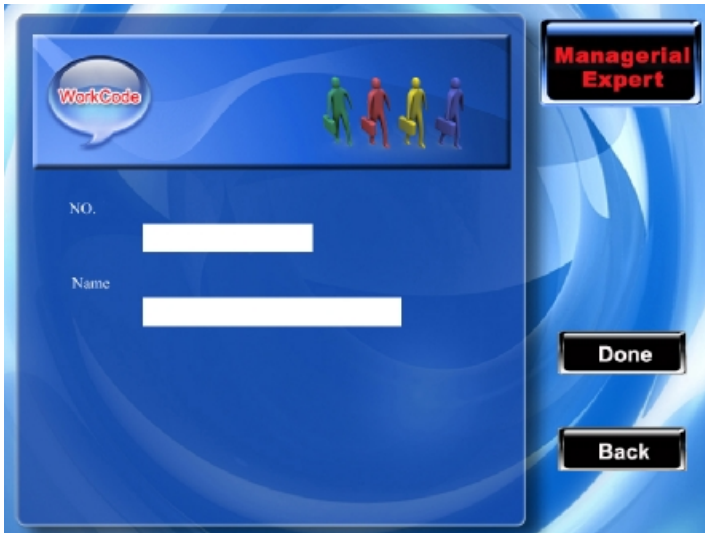 WorkCode
Managerial
Expert
NO.
Name
Done
Back